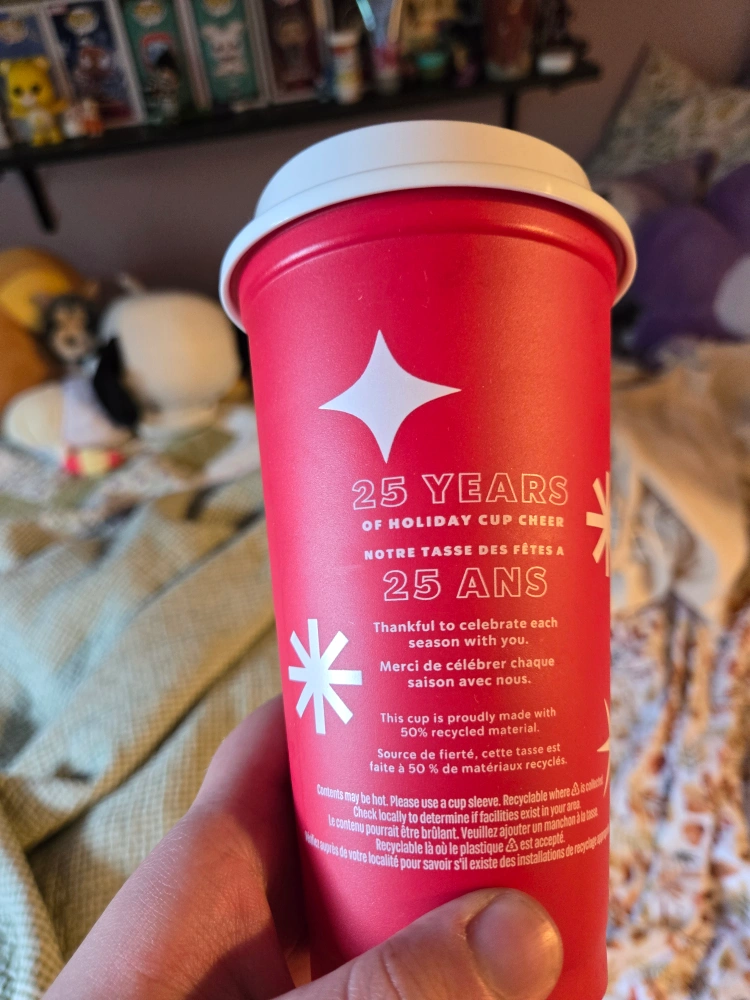 25 YEARS
OF HOLIDAY CUP CHEER
NOTRE TASSE DES FÊTES A
25 ANS
Thankful to celebrate each
season with you.
Merci de célébrer chaque
saison avec nous.
This cup is proudly made with
50% recycled material.
Source de fierté, cette tasse est
faite à 50 % de matériaux recyclés.
Contents may be hot. Please use a cup sleeve. Recyclable where is collected
Check locally to determine if facilities exist in your area.
Le contenu pourrait être brûlant. Veuillez ajouter un manchon à la tasse.
Recyclable là où le plastique est accepté.
auprès de votre localité pour savoir s'il existe des installations de recyclage